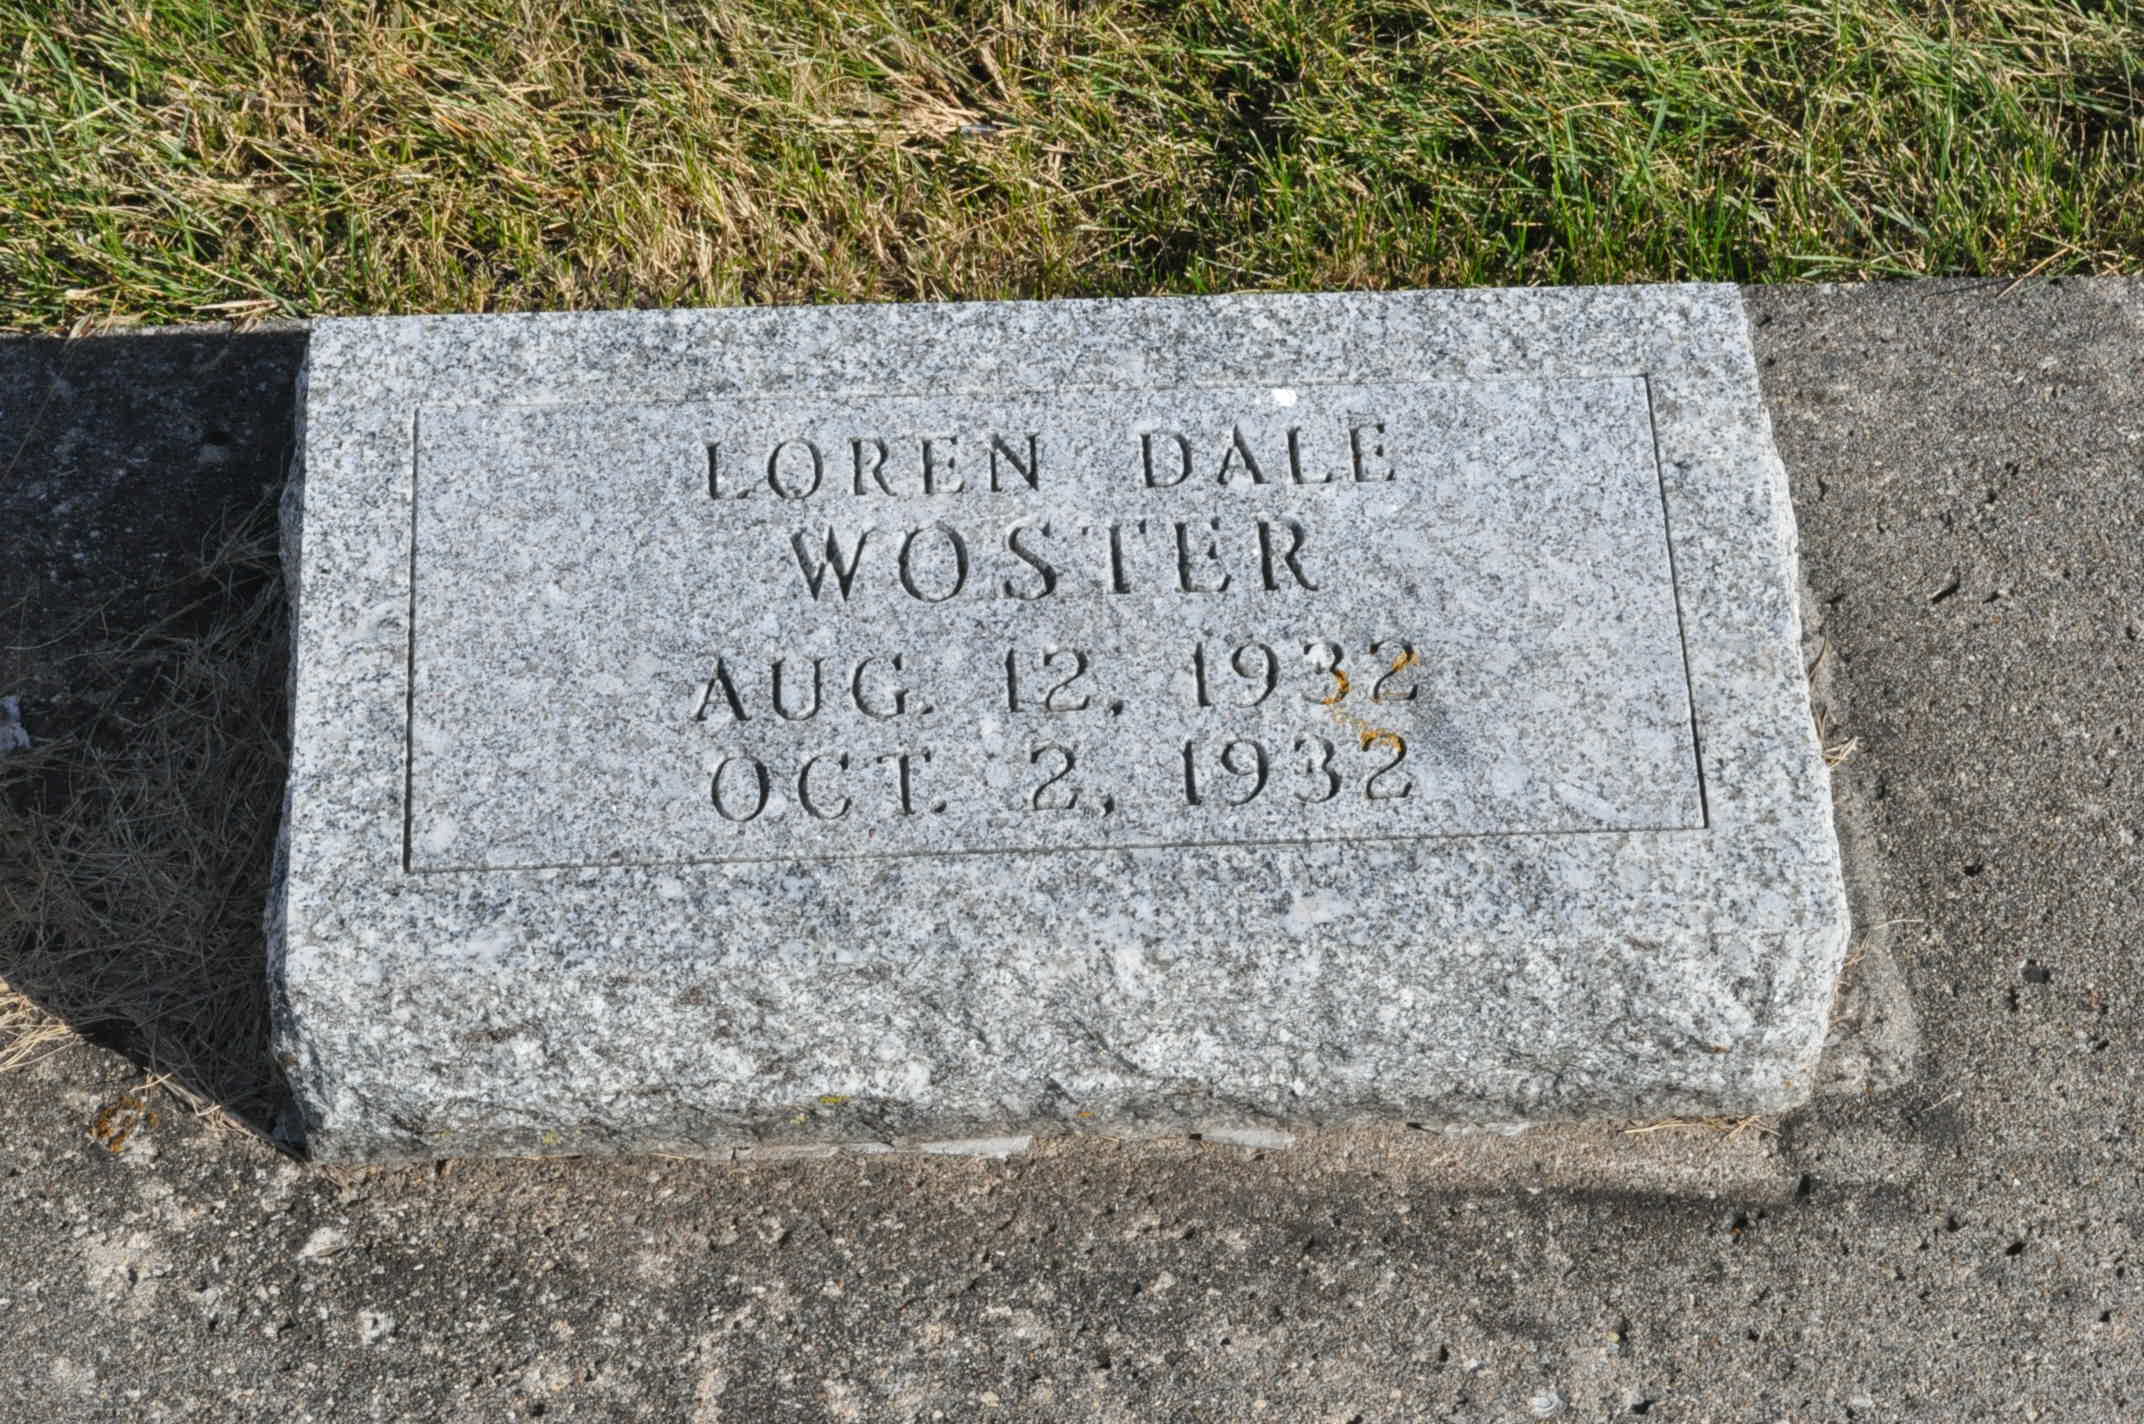 LOREN DALE
WOSTER
AUG. 12, 1932
OCT. 2, 1932